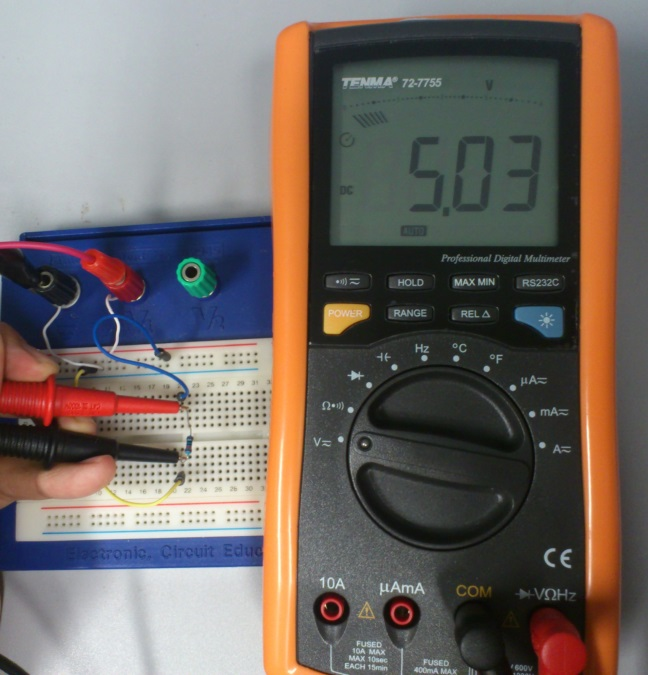 TENMA® 72-7755
V
DC
5.03
AUTO
Professional Digital Multimeter
HOLD
MAX MIN
RS232C
POWER
RANGE
REL Δ
Hz
°C
°F
Ω
V
μA
mA
A
CE
10A
μAmA
COM
VΩHz
FUSED
10A MAX
MAX 10sec
EACH 15min
FUSED
400mA MAX
600V
Electronic. Circuit Educ